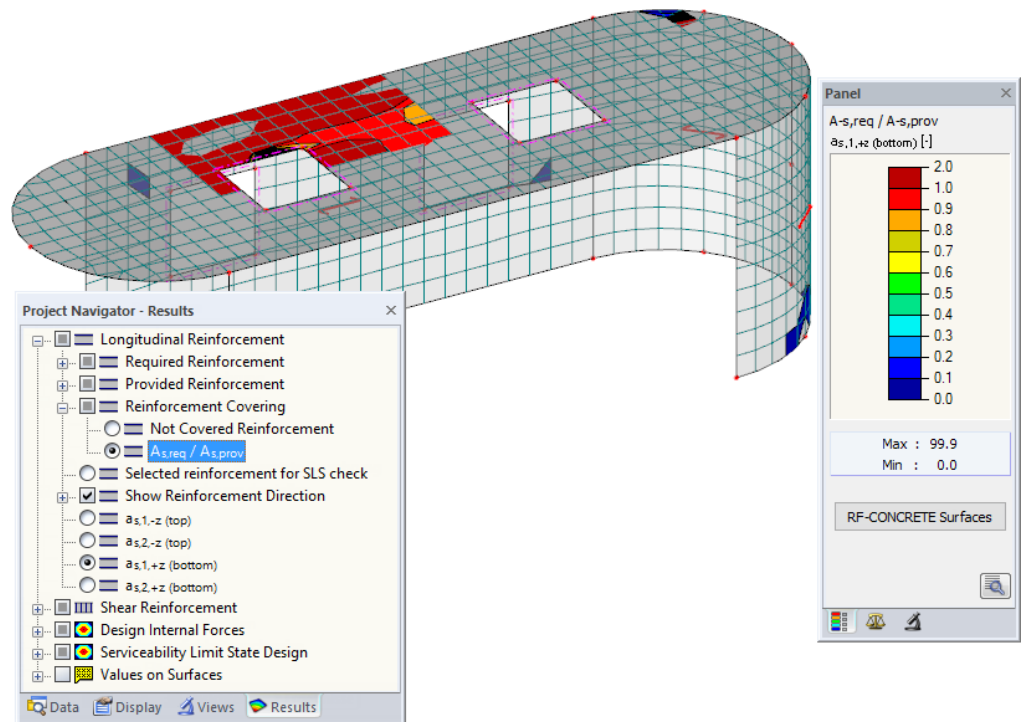 Panel
A-s,req / A-s,prov
as,1,+z (bottom) [-]
2.0
1.0
0.9
0.8
0.7
0.6
0.5
0.4
0.3
0.2
0.1
0.0
Max : 99.9
Min : 0.0
RF-CONCRETE Surfaces
Project Navigator - Results
Longitudinal Reinforcement
Required Reinforcement
Provided Reinforcement
Reinforcement Covering
Not Covered Reinforcement
As,req / As,prov
Selected reinforcement for SLS check
Show Reinforcement Direction
as,1,-z (top)
as,2,-z (top)
as,1,+z (bottom)
as,2,+z (bottom)
Shear Reinforcement
Design Internal Forces
Serviceability Limit State Design
Values on Surfaces
Data Display Views Results